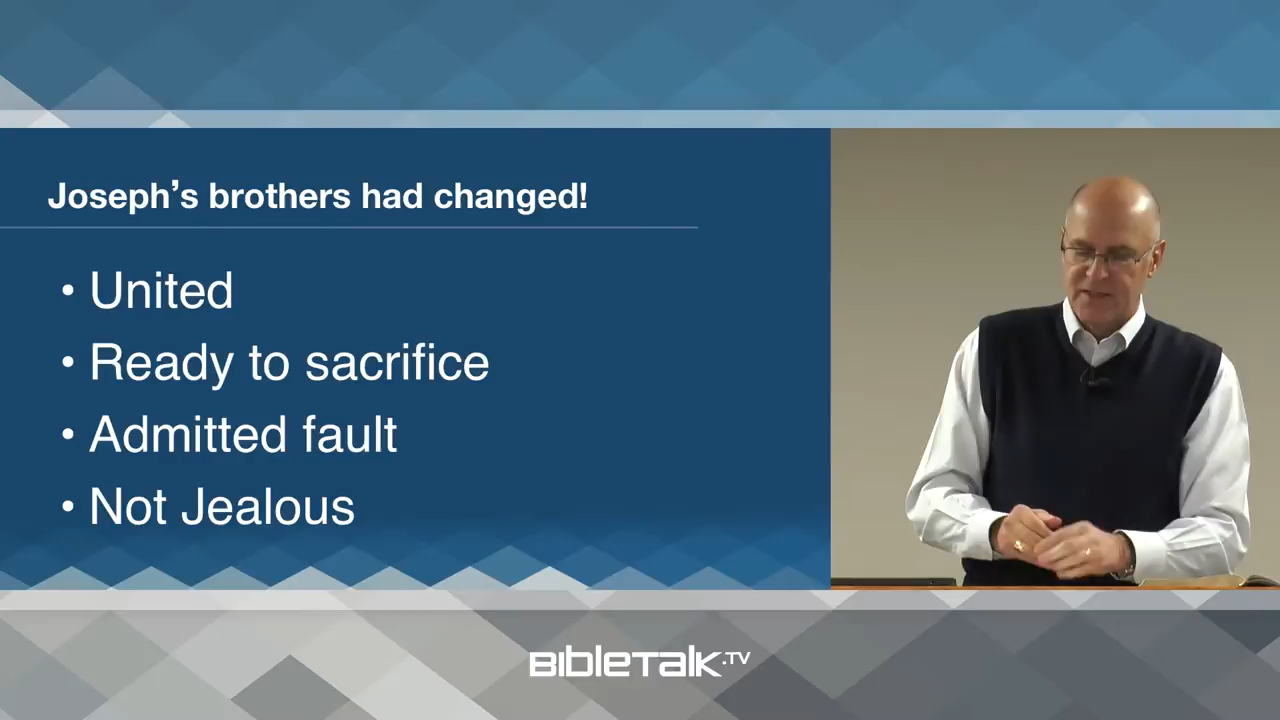 Joseph's brothers had changed!
• United
• Ready to sacrifice
• Admitted fault
• Not Jealous
BibleTalk.TV